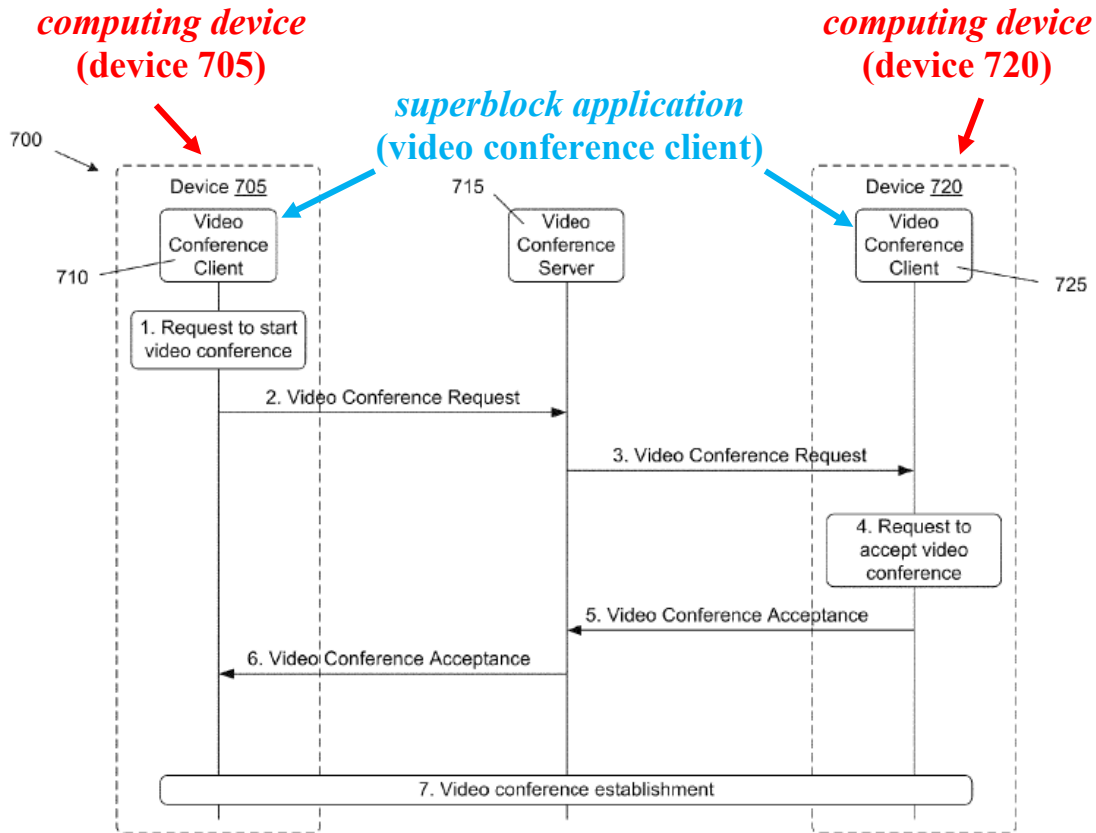 computing device
(device 705)
computing device
(device 720)
superblock application
(video conference client)
700
Device 705
715
Device 720
Video
Conference
Client
Video
Conference
Server
Video
Conference
Client
710
725
1. Request to start
video conference
2. Video Conference Request
3. Video Conference Request
4. Request to
accept video
conference
5. Video Conference Acceptance
6. Video Conference Acceptance
7. Video conference establishment